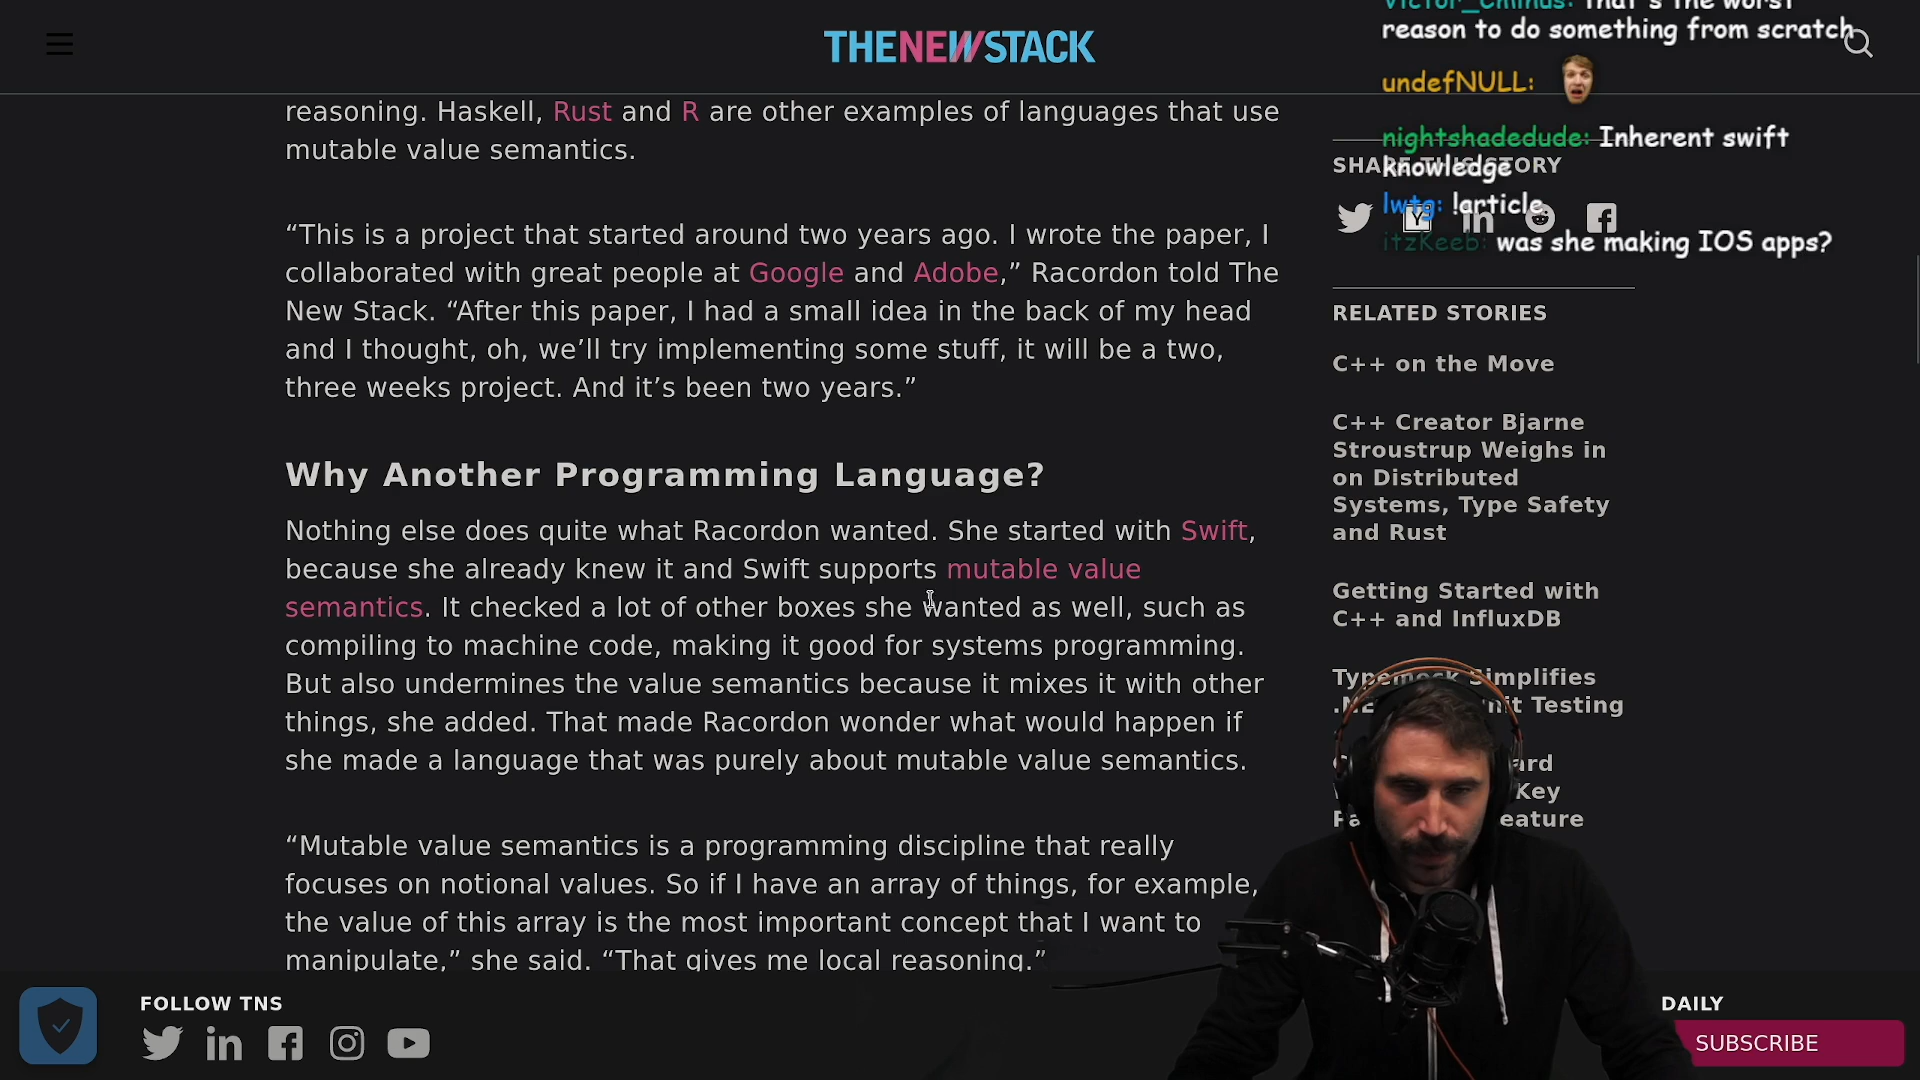 THENEWSTACK
reasoning. Haskell, Rust and R are other examples of languages that use
mutable value semantics.
“This is a project that started around two years ago. I wrote the paper, I
collaborated with great people at Google and Adobe,” Racordon told The
New Stack. “After this paper, I had a small idea in the back of my head
and I thought, oh, we’ll try implementing some stuff, it will be a two,
three weeks project. And it’s been two years.”
Why Another Programming Language?
Nothing else does quite what Racordon wanted. She started with Swift,
because she already knew it and Swift supports mutable value
semantics. It checked a lot of other boxes she wanted as well, such as
compiling to machine code, making it good for systems programming.
But also undermines the value semantics because it mixes it with other
things, she added. That made Racordon wonder what would happen if
she made a language that was purely about mutable value semantics.
“Mutable value semantics is a programming discipline that really
focuses on notional values. So if I have an array of things, for example,
the value of this array is the most important concept that I want to
manipulate,” she said. “That gives me local reasoning.”
that's the worst
reason to do something from scratch
undefNULL:
nightshadedude: Inherent swift
knowledge
lwtg: !article
itzKeeb: was she making IOS apps?
SHARE THIS STORY
RELATED STORIES
C++ on the Move
C++ Creator Bjarne
Stroustrup Weighs in
on Distributed
Systems, Type Safety
and Rust
Getting Started with
C++ and InfluxDB
Typemock Simplifies
Testing
Key
FOLLOW TNS
DAILY
SUBSCRIBE